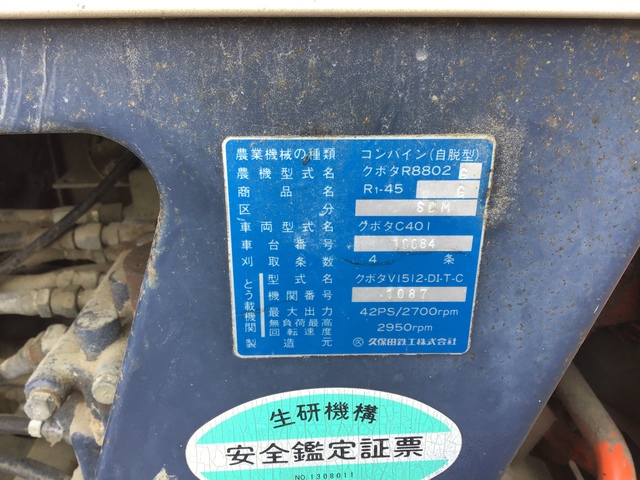 農業機械の種類 コンバイン(自脱型)
農機型式名 クボタR8802 G
商品名 R1-45 G
区分
車両型式名 クボタC401
車台番号 10684
刈取条数 4 条
とう載機関
型式名 クボタV1512-DI-T-C
機関番号 1087
最大出力 42PS/2700rpm
無負荷最高回転速度 2950rpm
製造元 久保田鉄工株式会社
生研機構
安全鑑定証票
NO.1308011